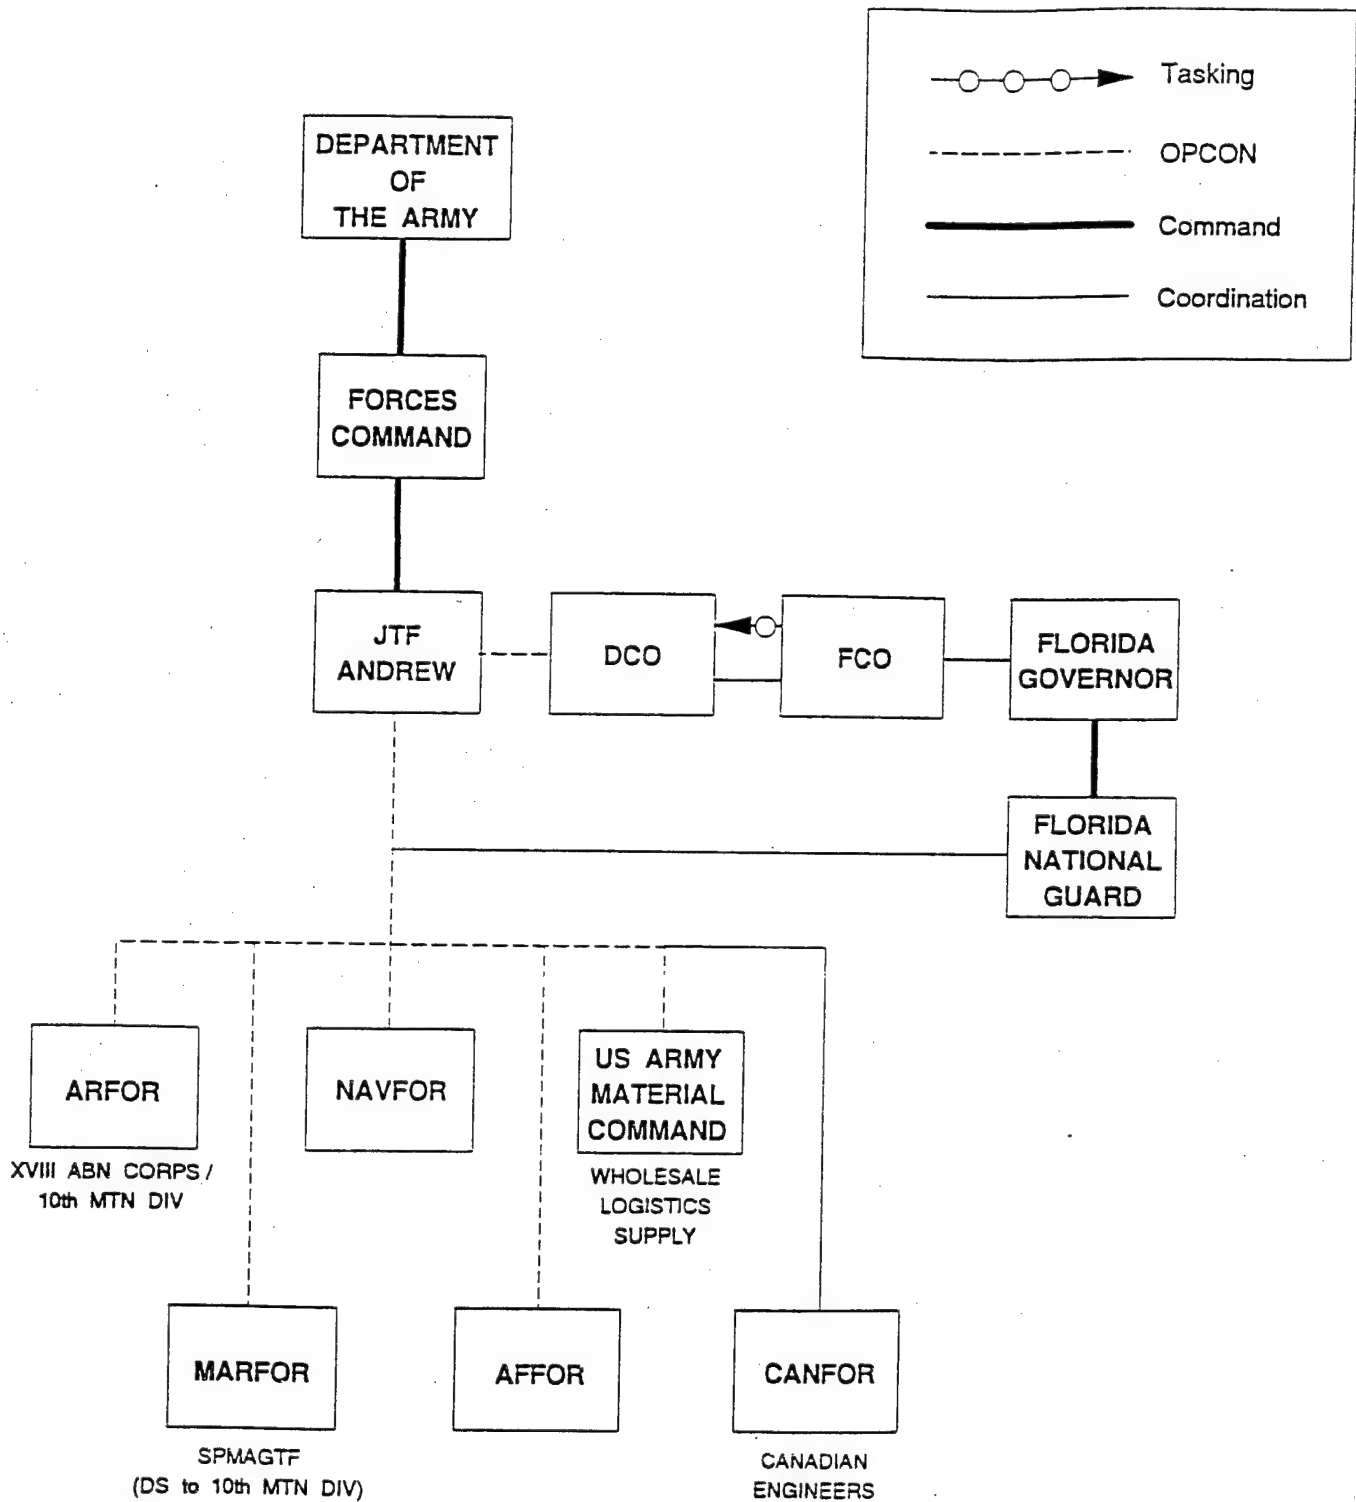 Tasking
OPCON
Command
Coordination
DEPARTMENT
OF
THE ARMY
FORCES
COMMAND
JTF
ANDREW
DCO
FCO
FLORIDA
GOVERNOR
FLORIDA
NATIONAL
GUARD
ARFOR
XVIII ABN CORPS /
10th MTN DIV
NAVFOR
US ARMY
MATERIAL
COMMAND
WHOLESALE
LOGISTICS
SUPPLY
MARFOR
SPMAGTF
(DS to 10th MTN DIV)
AFFOR
CANFOR
CANADIAN
ENGINEERS